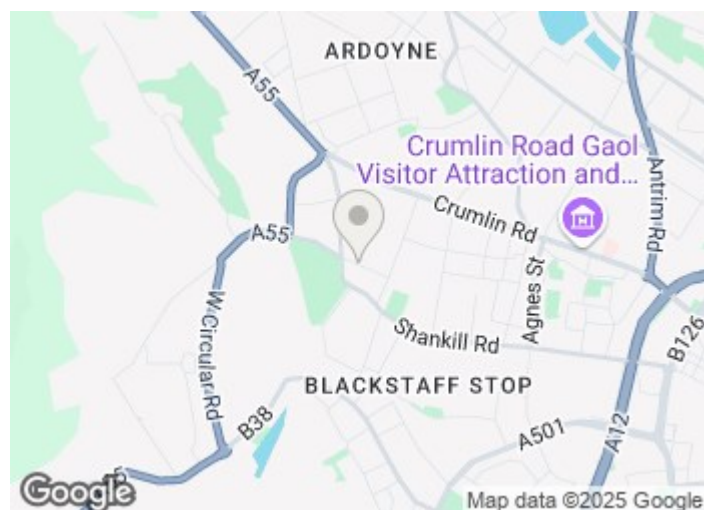 ARDOYNE
A55
Crumlin Road Gaol
Visitor Attraction and...
Antrim Rd
Crumlin Rd
A55
Agnes St
W Circular Rd
Shankill Rd
B126
BLACKSTAFF STOP
B38
A501
A12
Google
Map data ©2025 Google